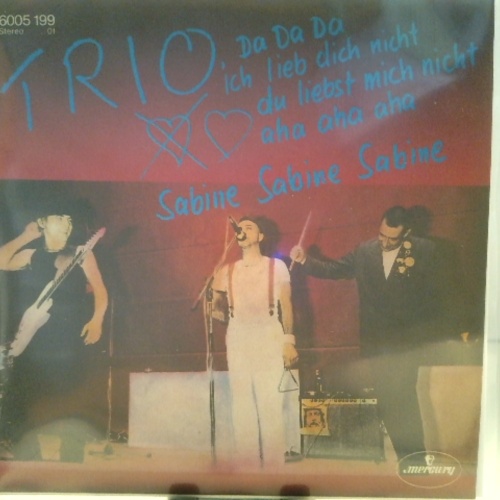 6005 199
Stereo 01
TRIO
Da Da Da
ich lieb dich nicht
du liebst mich nicht
aha aha aha
Sabine Sabine Sabine
mercury